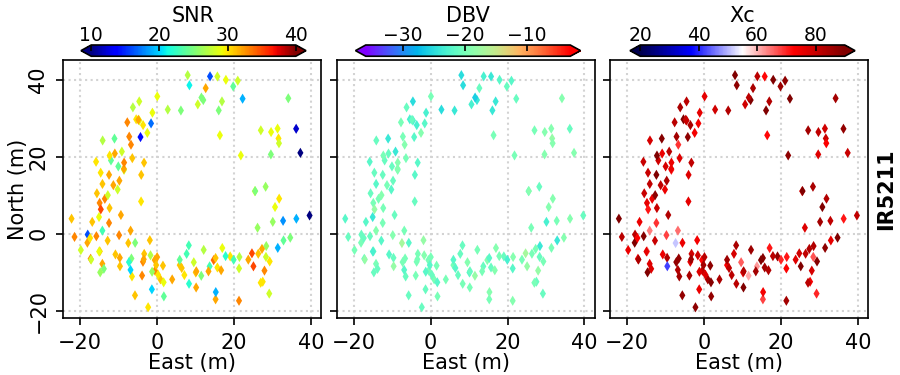 SNR DBV Xc
10 20 30 40 −30 −20 −10 20 40 60 80
40
20
0
−20
North (m)
IR5211
−20 0 20 40 −20 0 20 40 −20 0 20 40
East (m) East (m) East (m)